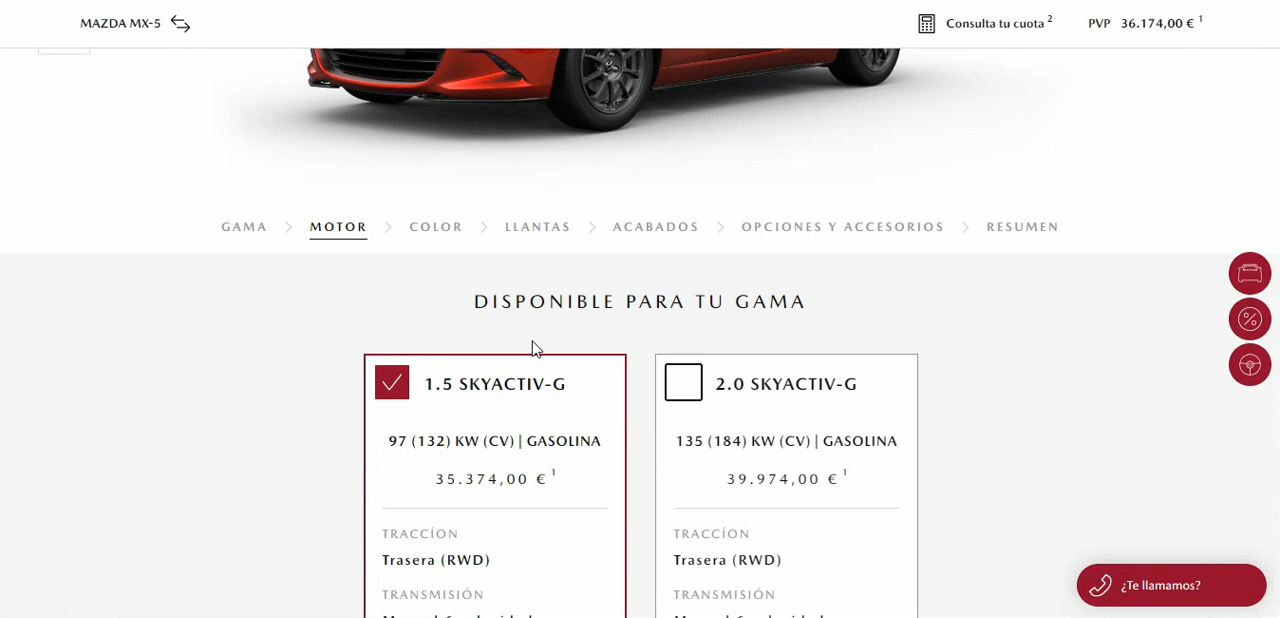 MAZDA MX-5
Consulta tu cuota 2
PVP 36.174,00 € 1
GAMA > MOTOR > COLOR > LLANTAS > ACABADOS > OPCIONES Y ACCESORIOS > RESUMEN
DISPONIBLE PARA TU GAMA
1.5 SKYACTIV-G
97 (132) KW (CV) | GASOLINA
35.374,00 € 1
TRACCÍON
Trasera (RWD)
TRANSMISIÓN
2.0 SKYACTIV-G
135 (184) KW (CV) | GASOLINA
39.974,00 € 1
TRACCÍON
Trasera (RWD)
TRANSMISIÓN
¿Te llamamos?